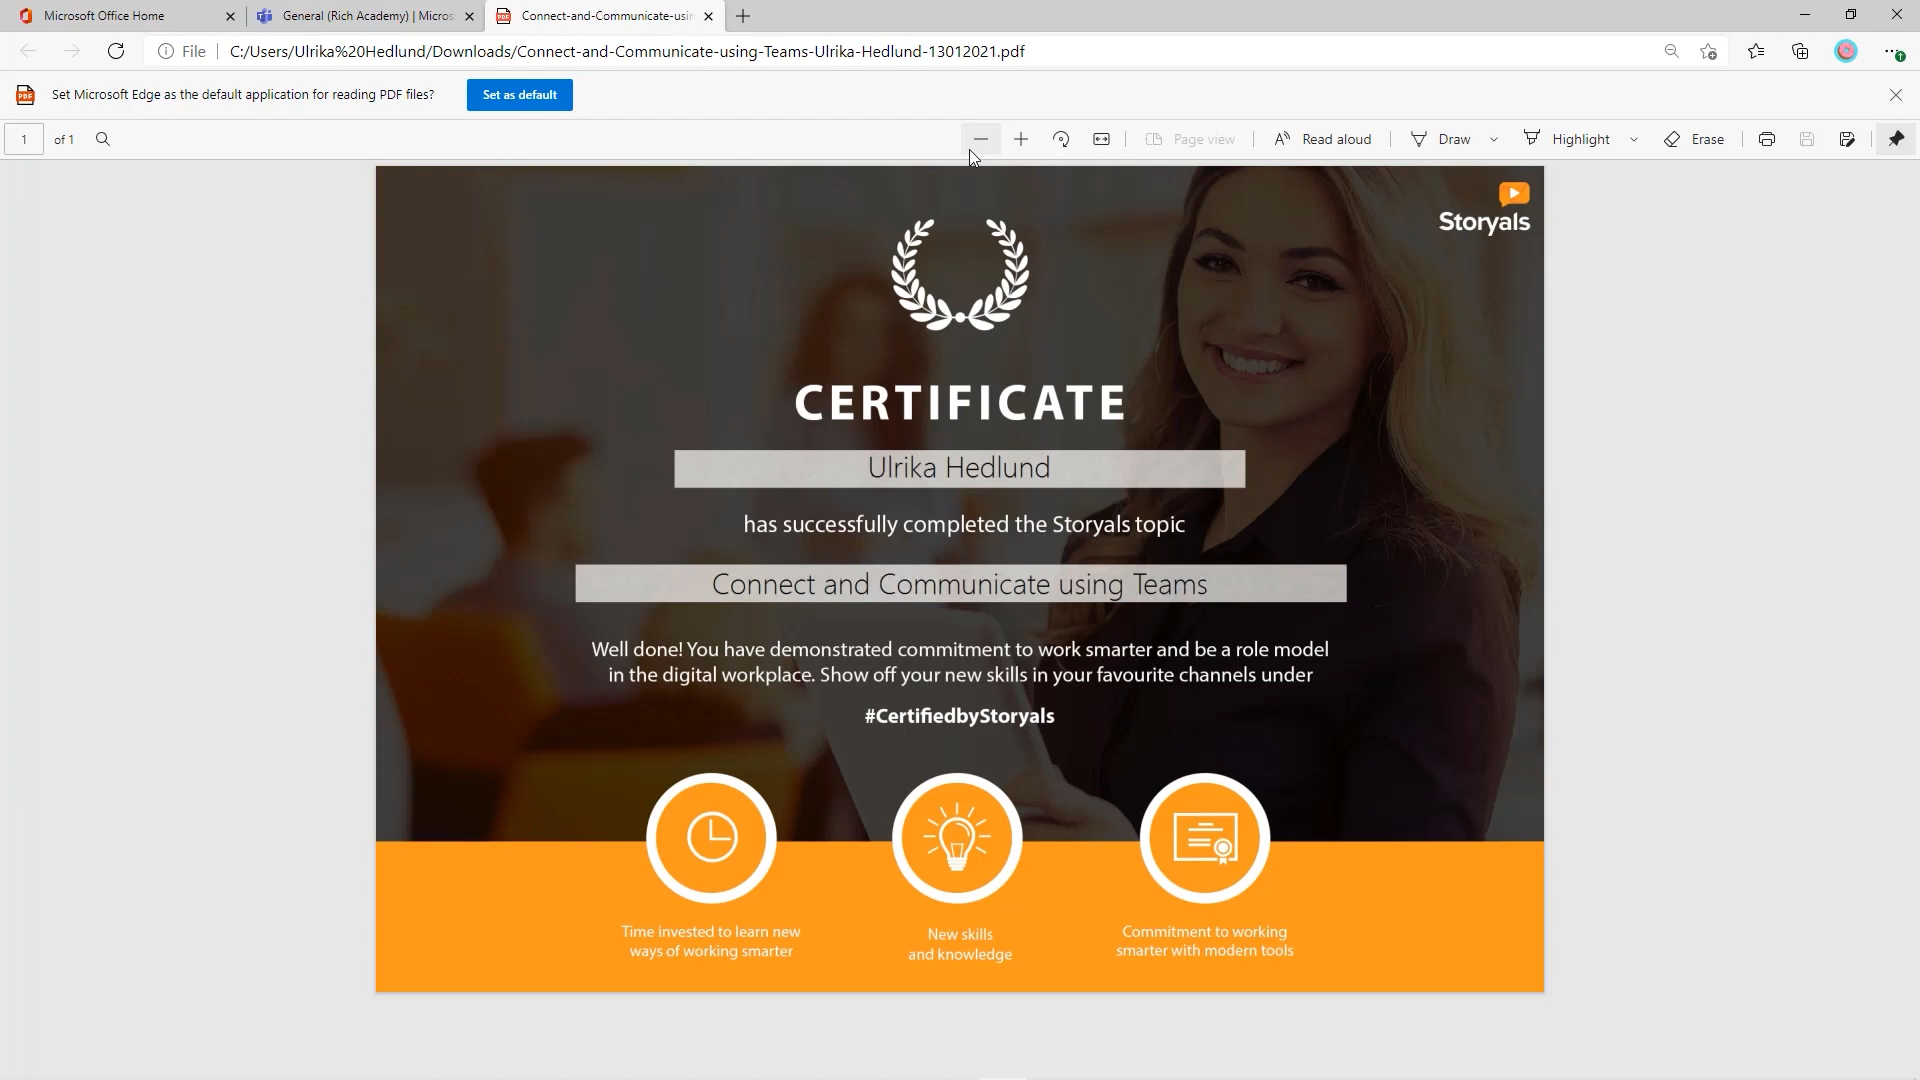 Microsoft Office Home
General (Rich Academy) | Micros
Connect-and-Communicate-usin
File
C:/Users/Ulrika%20Hedlund/Downloads/Connect-and-Communicate-using-Teams-Ulrika-Hedlund-13012021.pdf
PDF Set Microsoft Edge as the default application for reading PDF files? Set as default
1 of 1 Page view Read aloud Draw Highlight Erase
Storyals
CERTIFICATE
Ulrika Hedlund
has successfully completed the Storyals topic
Connect and Communicate using Teams
Well done! You have demonstrated commitment to work smarter and be a role model
in the digital workplace. Show off your new skills in your favourite channels under
#CertifiedbyStoryals
Time invested to learn new
ways of working smarter
New skills
and knowledge
Commitment to working
smarter with modern tools